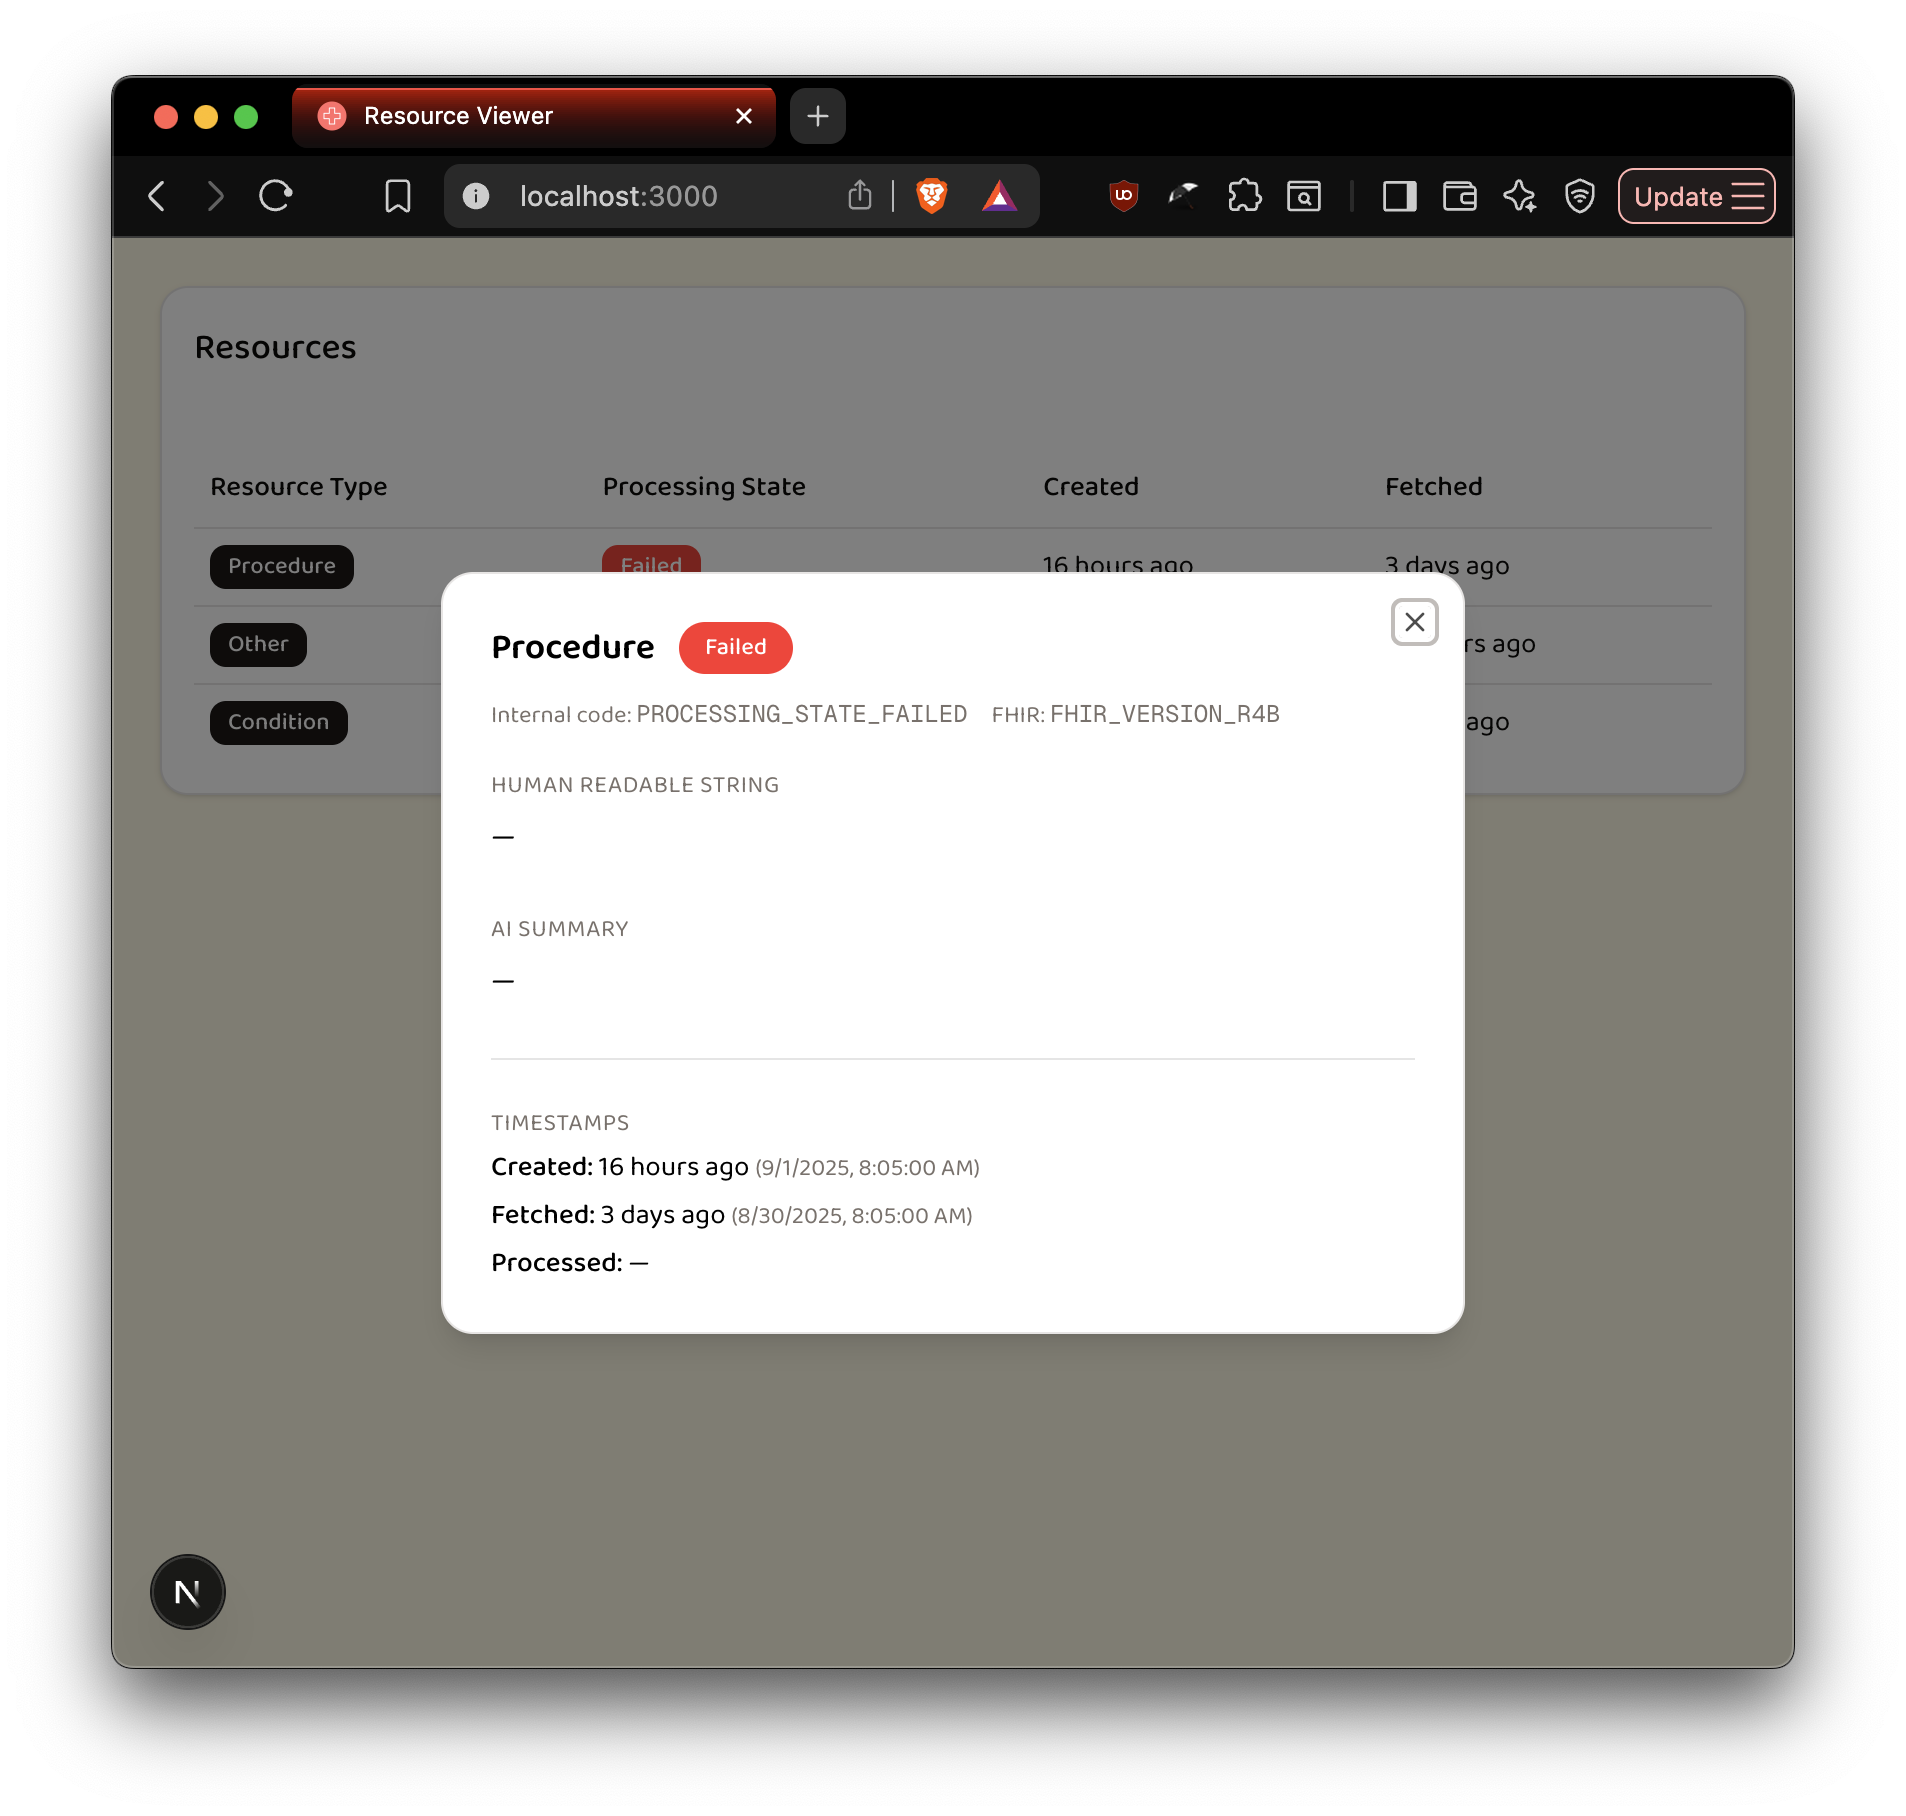 Resource Viewer
localhost:3000
Update
Resources
Resource Type Processing State Created Fetched
Procedure Failed 16 hours ago 3 days ago
Other rs ago
Condition ago
Procedure Failed
Internal code: PROCESSING_STATE_FAILED FHIR: FHIR_VERSION_R4B
HUMAN READABLE STRING
—
AI SUMMARY
—
TIMESTAMPS
Created: 16 hours ago (9/1/2025, 8:05:00 AM)
Fetched: 3 days ago (8/30/2025, 8:05:00 AM)
Processed: —
N